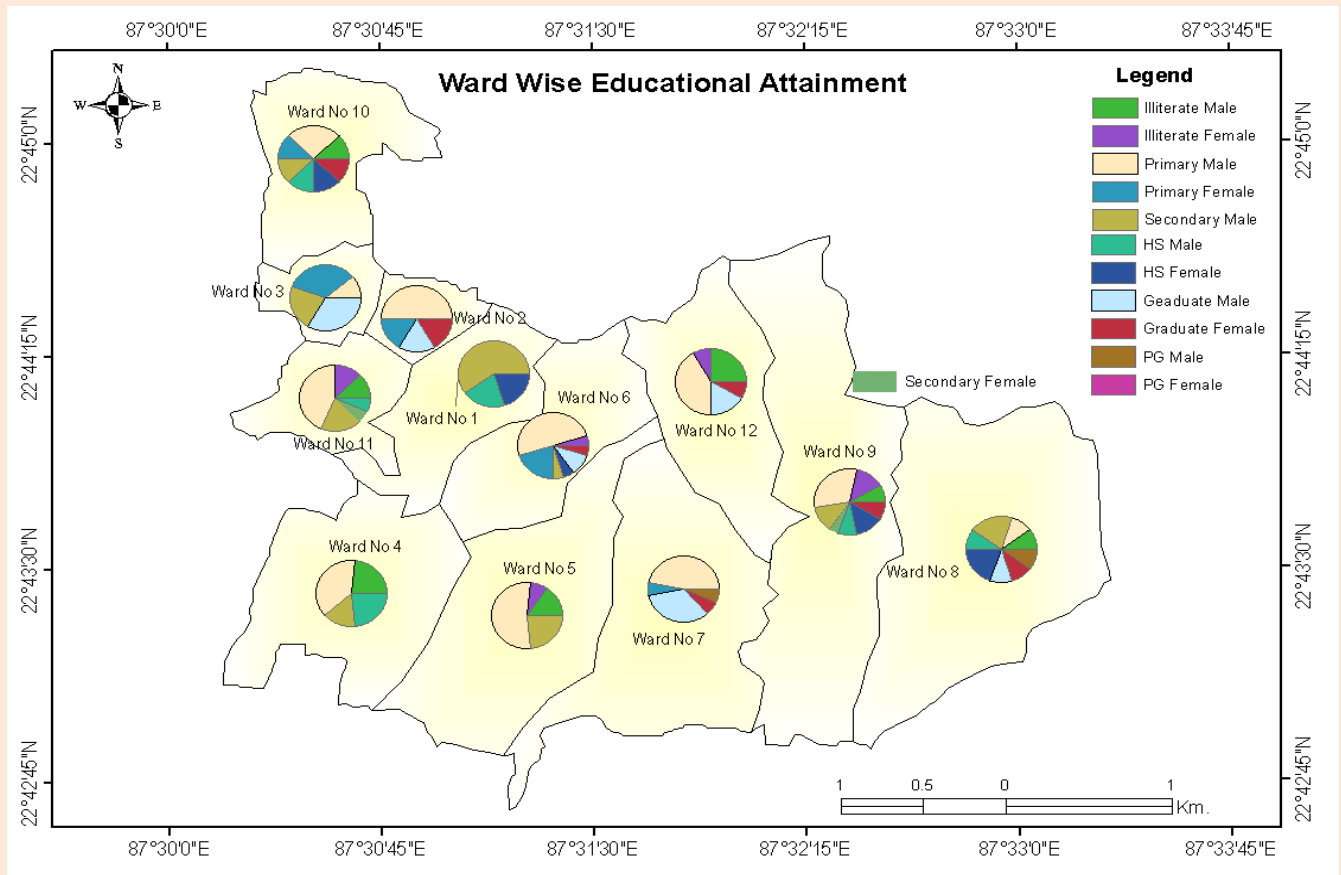 87°30'0"E 87°30'45"E 87°31'30"E 87°32'15"E 87°33'0"E 87°33'45"E
Ward Wise Educational Attainment
N
W E
S
Legend
Illiterate Male
Illiterate Female
Primary Male
Primary Female
Secondary Male
HS Male
HS Female
Geaduate Male
Graduate Female
PG Male
PG Female
Secondary Female
22°45'0"N
22°44'15"N
22°43'30"N
22°42'45"N
22°45'0"N
22°44'15"N
22°43'30"N
22°42'45"N
Ward No 10
Ward No 3
Ward No 2
Ward No 1
Ward No 6
Ward No 11
Ward No 12
Ward No 9
Ward No 4
Ward No 5
Ward No 7
Ward No 8
1 0.5 0 1
Km.
87°30'0"E 87°30'45"E 87°31'30"E 87°32'15"E 87°33'0"E 87°33'45"E